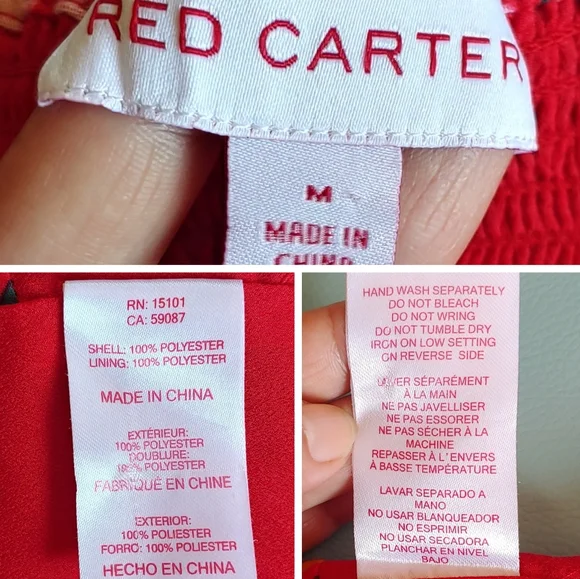 RED CARTER
M
MADE IN
CHINA
RN: 15101
CA: 59087
SHELL: 100% POLYESTER
LINING: 100% POLYESTER
MADE IN CHINA
EXTÉRIEUR:
100% POLYESTER
DOUBLURE:
100% POLYESTER
FABRIQUÉ EN CHINE
EXTERIOR:
100% POLIESTER
FORRO: 100% POLIESTER
HECHO EN CHINA
HAND WASH SEPARATELY
DO NOT BLEACH
DO NOT WRING
DO NOT TUMBLE DRY
IRON ON LOW SETTING
ON REVERSE SIDE
LAVER SÉPARÉMENT
À LA MAIN
NE PAS JAVELLISER
NE PAS ESSORER
NE PAS SÉCHER À LA
MACHINE
REPASSER À L'ENVERS
À BASSE TEMPÉRATURE
LAVAR SEPARADO A
MANO
NO USAR BLANQUEADOR
NO ESPRIMIR
NO USAR SECADORA
PLANCHAR EN NIVEL
BAJO